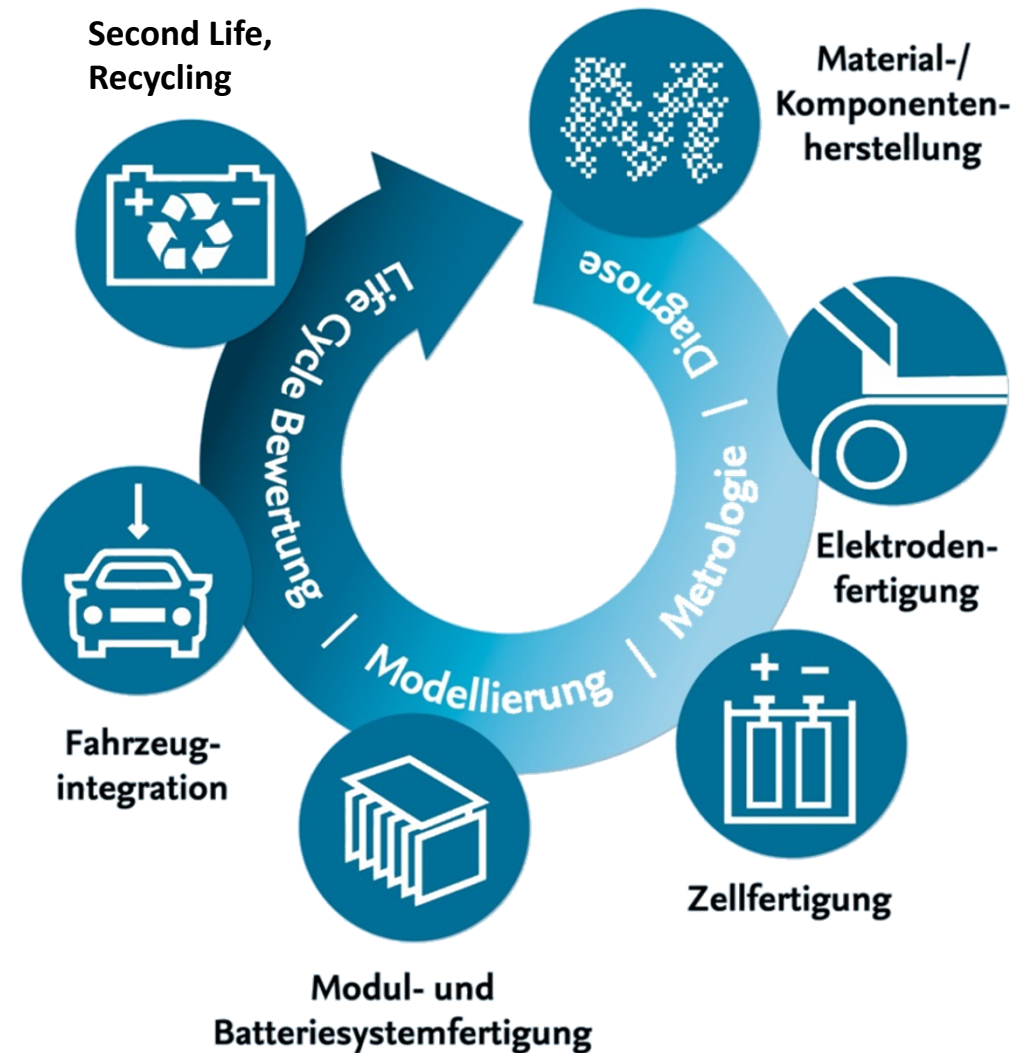 Second Life,
Recycling
Material-/
Komponenten-
herstellung
Elektroden-
fertigung
+ −
Zellfertigung
Modul- und
Batteriesystemfertigung
Fahrzeug-
integration
+ −
Diagnose | Metrologie | Modellierung | Life Cycle Bewertung